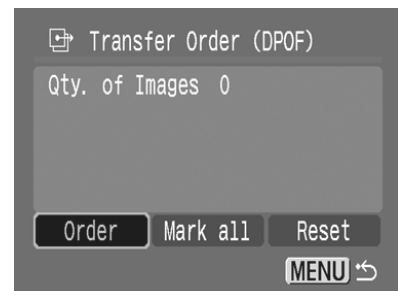 Transfer Order (DPOF)
Qty. of Images 0
Order Mark all Reset
MENU